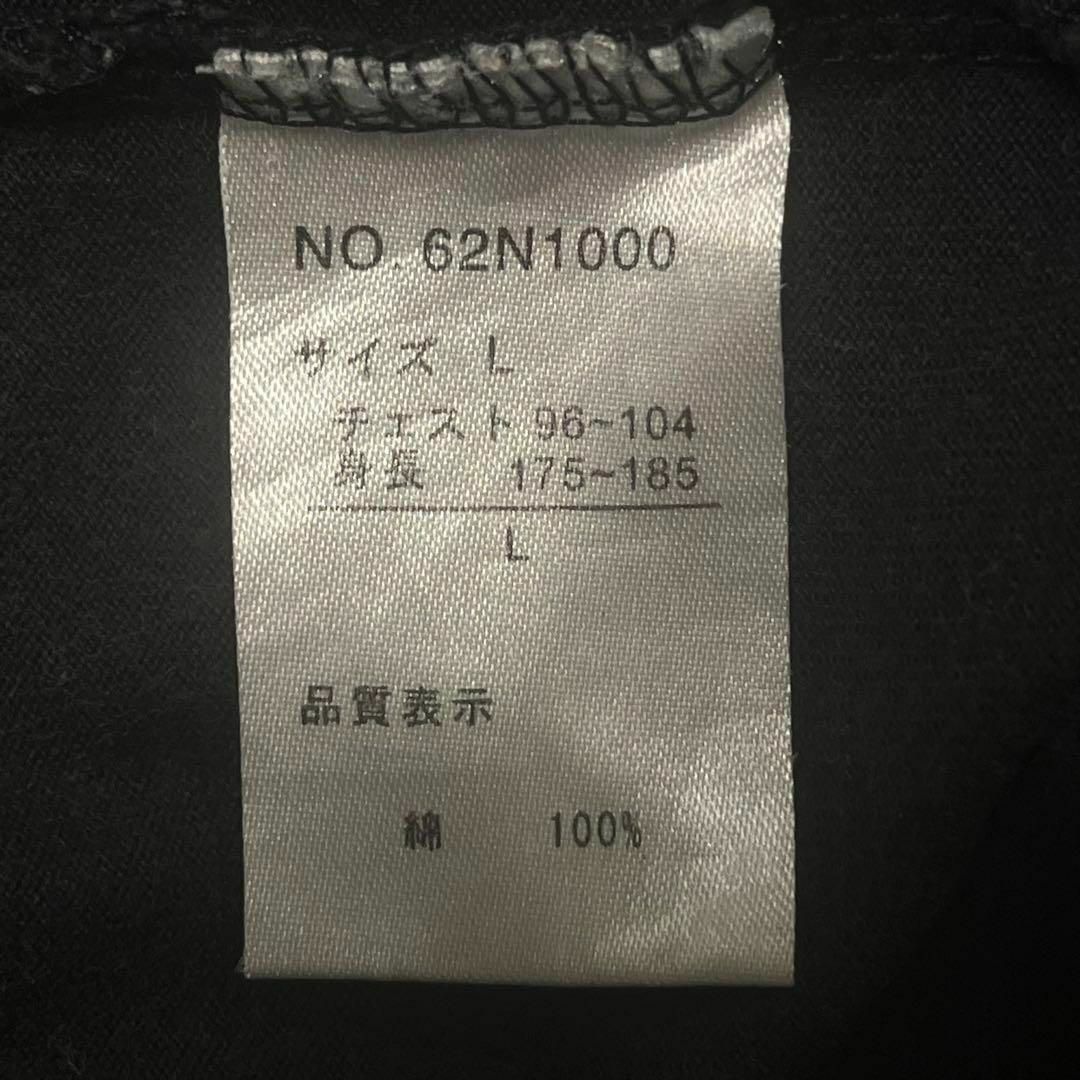 NO. 62N1000
サイズ L
チェスト 96~104
身長 175~185
L
品質表示
綿 100%